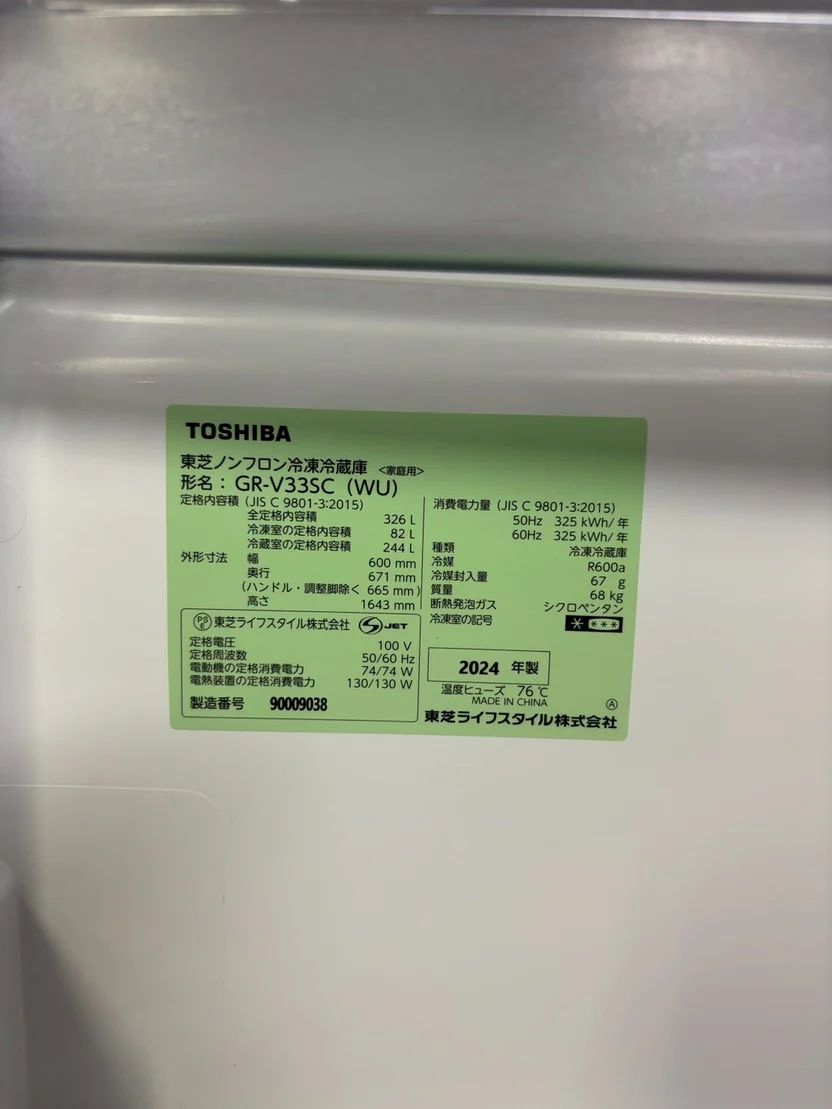 TOSHIBA
東芝ノンフロン冷凍冷蔵庫 <家庭用>
形名：GR-V33SC (WU)
定格内容積 (JIS C 9801-3:2015)
全定格内容積 326 L
冷凍室の定格内容積 82 L
冷蔵室の定格内容積 244 L
外形寸法 幅 600 mm
奥行 671 mm
(ハンドル・調整脚除く 665 mm)
高さ 1643 mm
PSE 東芝ライフスタイル株式会社 JET
定格電圧 100 V
定格周波数 50/60 Hz
電動機の定格消費電力 74/74 W
電熱装置の定格消費電力 130/130 W
製造番号 90009038
消費電力量 (JIS C 9801-3:2015)
50Hz 325 kWh/年
60Hz 325 kWh/年
種類 冷凍冷蔵庫
冷媒 R600a
冷媒封入量 67 g
質量 68 kg
断熱発泡ガス シクロペンタン
冷凍室の記号 * ***
2024 年製
温度ヒューズ 76 ℃
MADE IN CHINA Ⓐ
東芝ライフスタイル株式会社